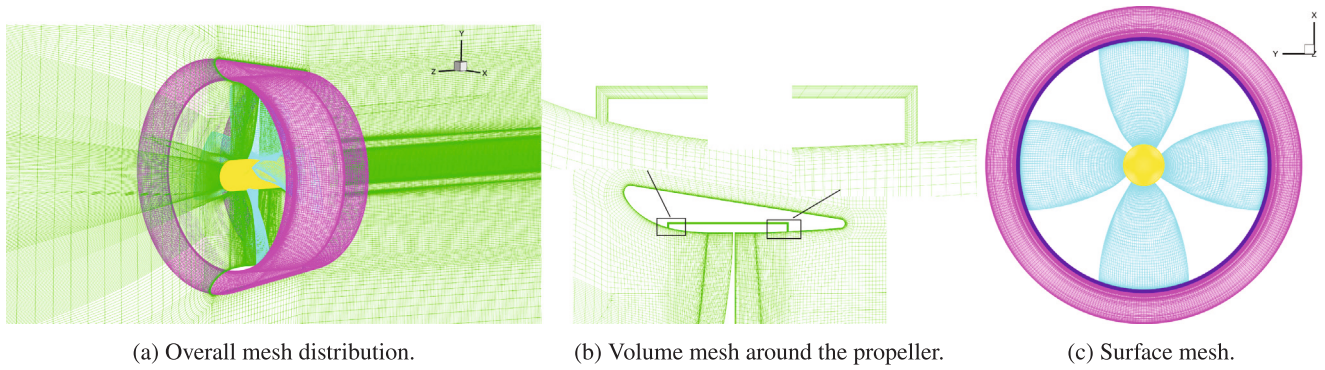 Y
Z
X
X
Y
Z
(a) Overall mesh distribution.
(b) Volume mesh around the propeller.
(c) Surface mesh.